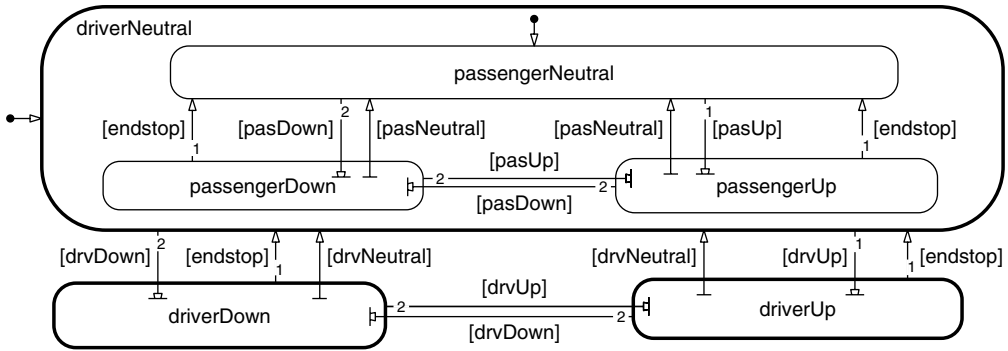 driverNeutral
passengerNeutral
[endstop]
1
[pasDown]
2
[pasNeutral]
[pasNeutral]
[pasUp]
1
[endstop]
1
passengerDown
[pasUp]
2
2
[pasDown]
passengerUp
[drvDown]
2
[endstop]
1
[drvNeutral]
[drvNeutral]
[drvUp]
1
[endstop]
1
driverDown
[drvUp]
2
2
[drvDown]
driverUp